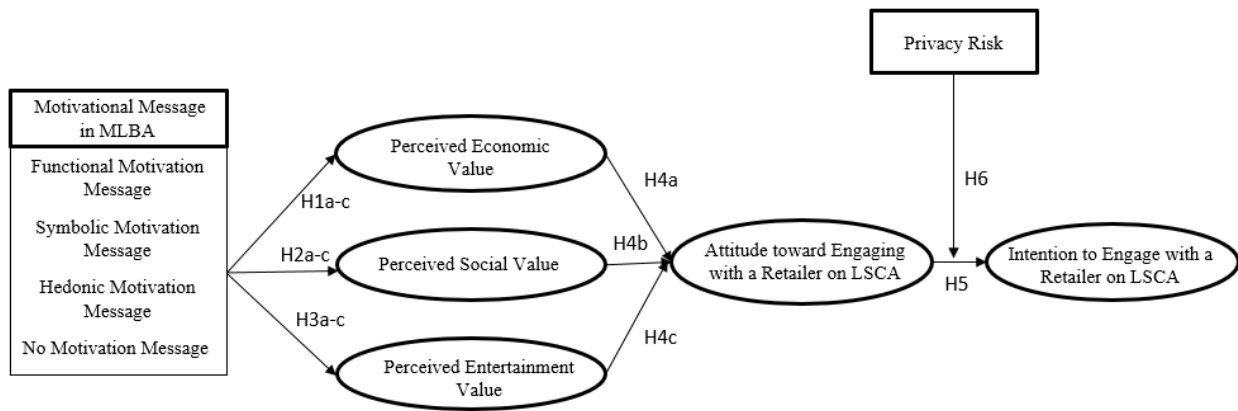 Privacy Risk
Motivational Message
in MLBA
Functional Motivation
Message
Symbolic Motivation
Message
Hedonic Motivation
Message
No Motivation Message
H1a-c
H2a-c
H3a-c
Perceived Economic
Value
Perceived Social Value
Perceived Entertainment
Value
H4a
H4b
H4c
Attitude toward Engaging
with a Retailer on LSCA
H6
H5
Intention to Engage with a
Retailer on LSCA